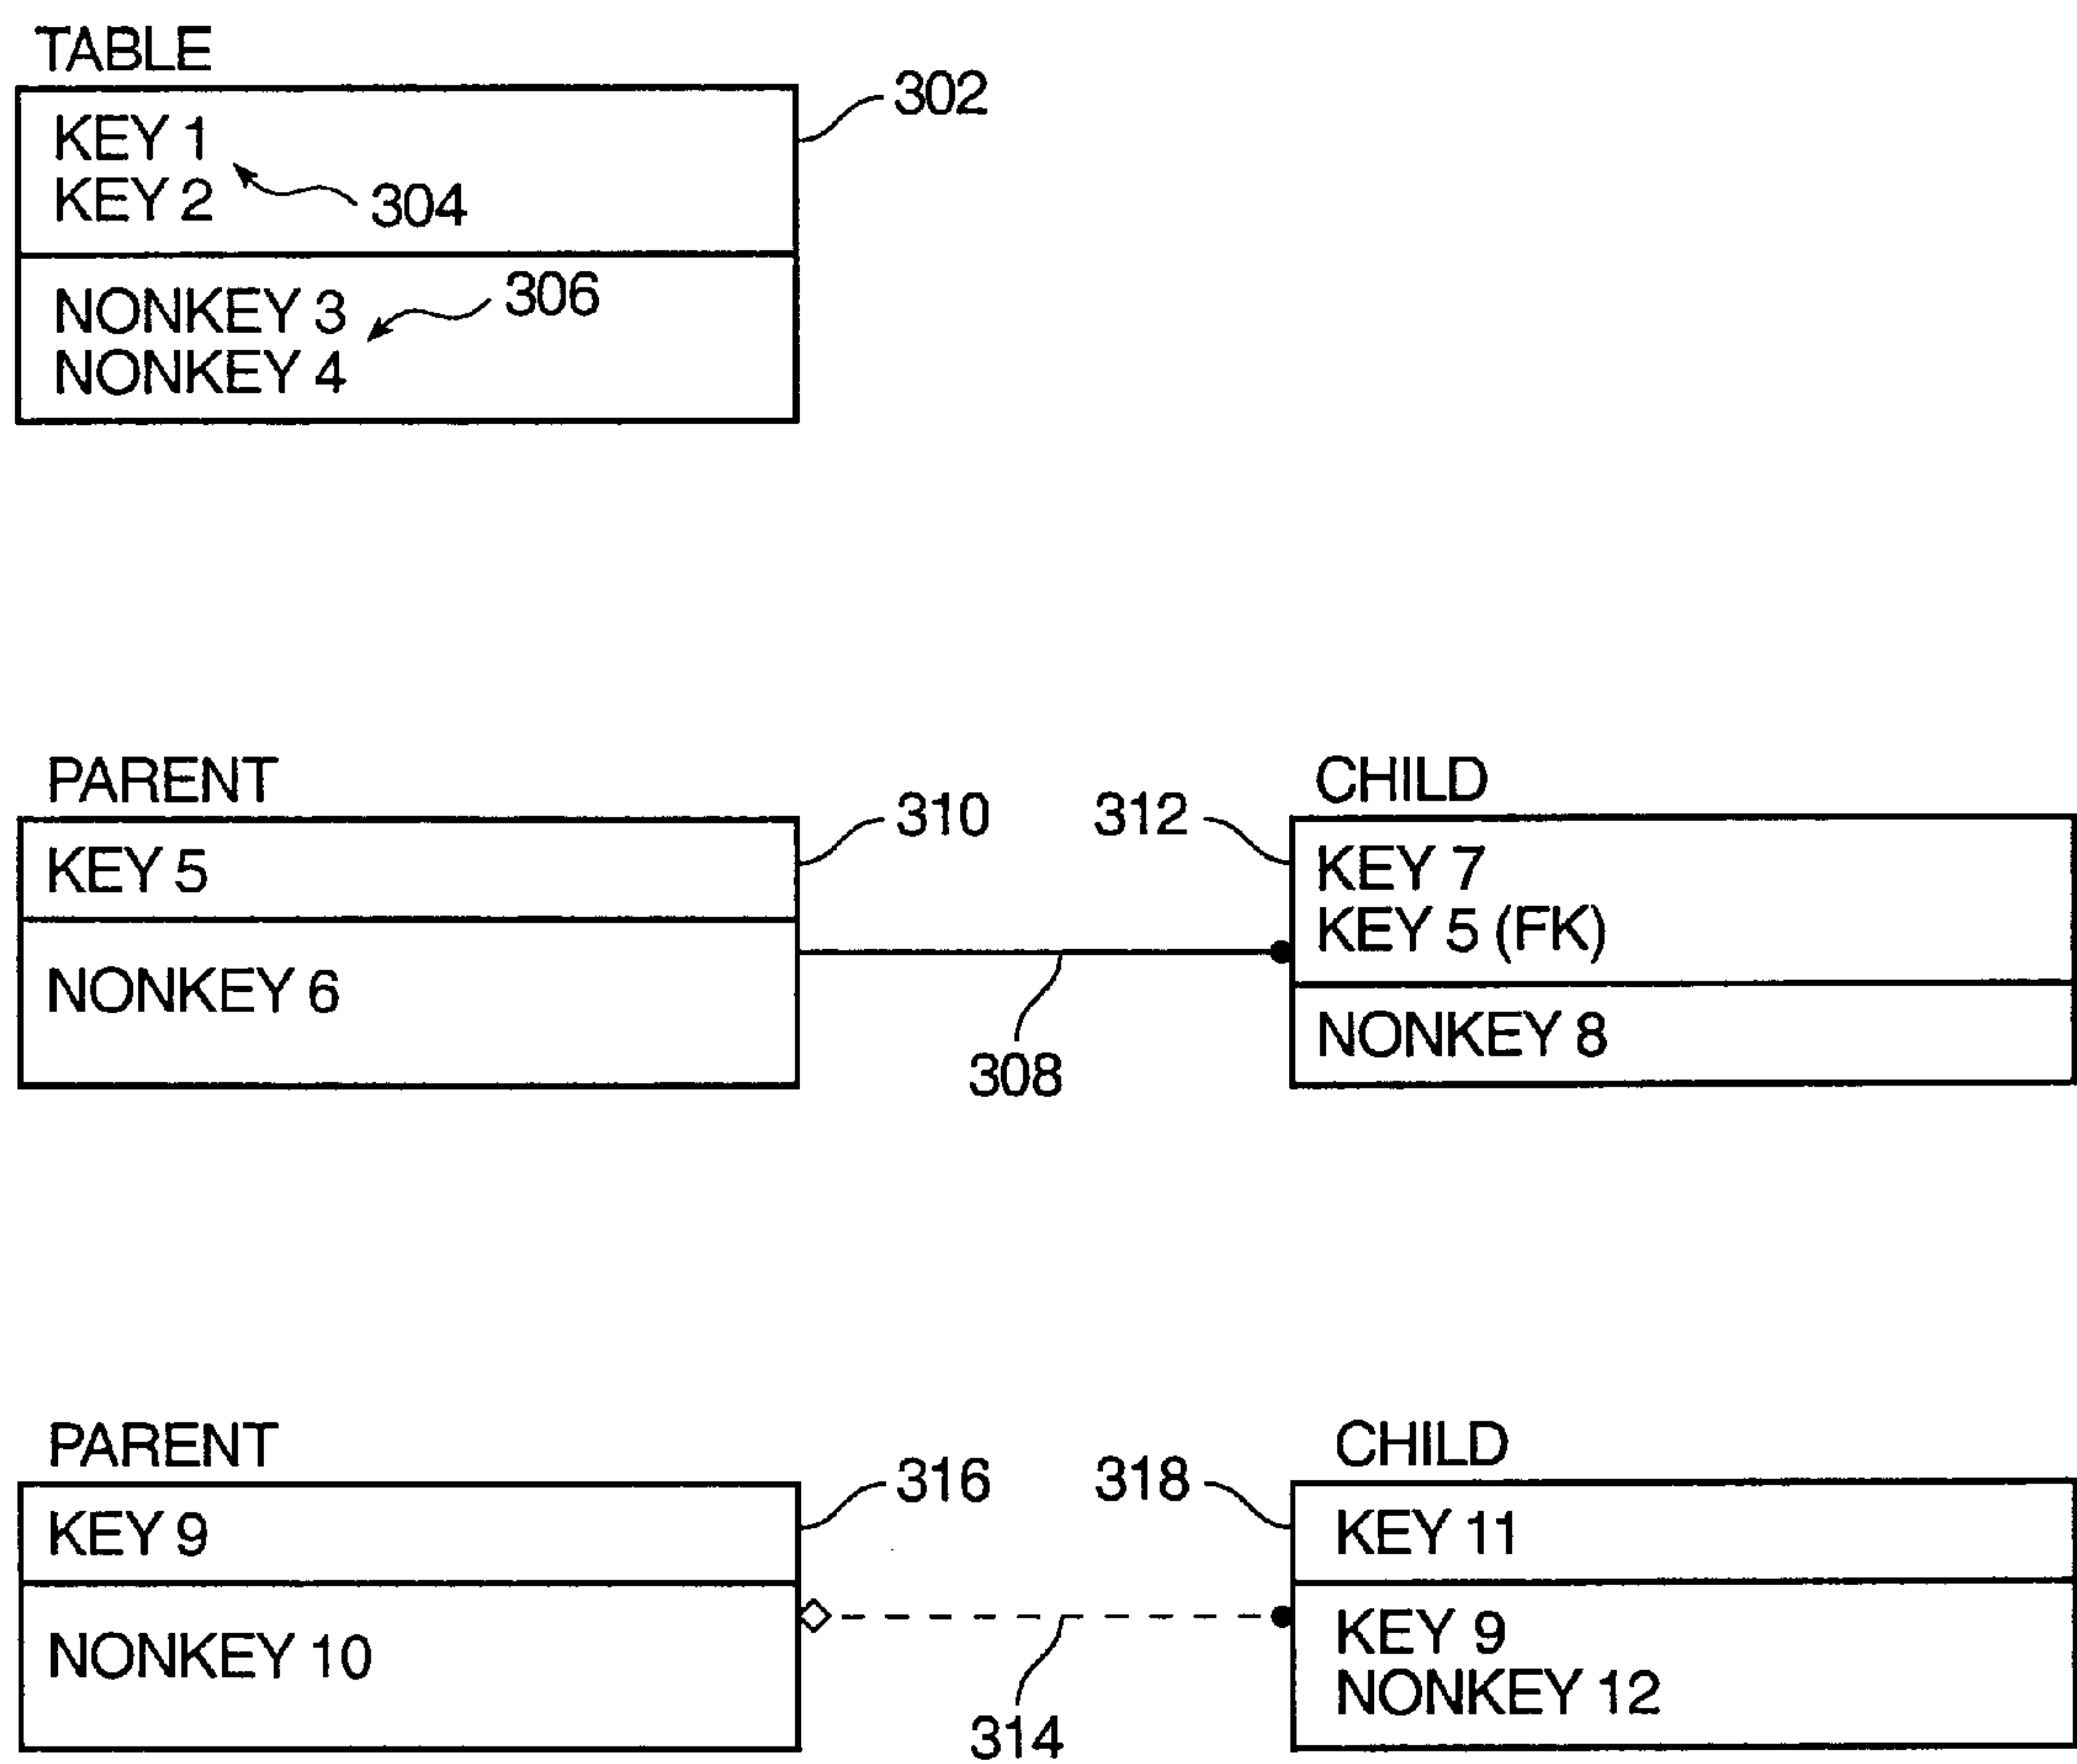 TABLE
302
KEY 1
KEY 2
304
NONKEY 3
306
NONKEY 4
PARENT
310
KEY 5
NONKEY 6
308
312
CHILD
KEY 7
KEY 5 (FK)
NONKEY 8
PARENT
316
KEY 9
NONKEY 10
314
318
CHILD
KEY 11
KEY 9
NONKEY 12